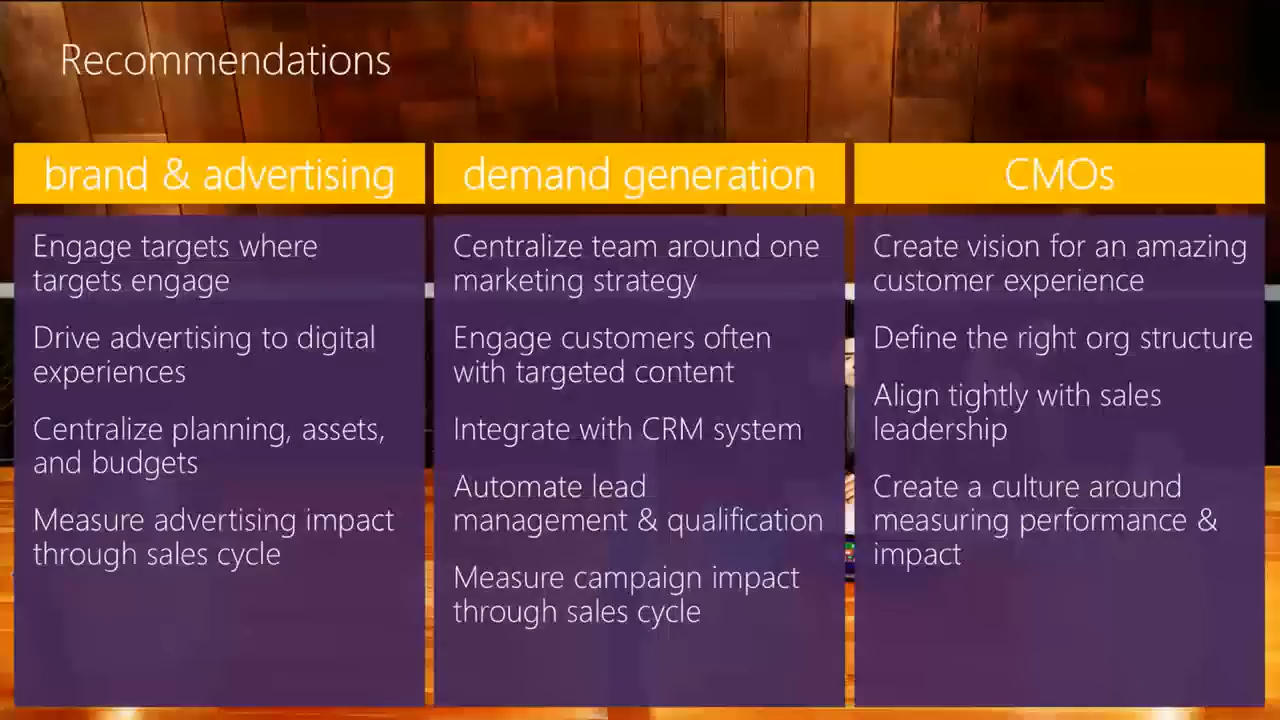 Recommendations
brand & advertising
Engage targets where
targets engage
Drive advertising to digital
experiences
Centralize planning, assets,
and budgets
Measure advertising impact
through sales cycle
demand generation
Centralize team around one
marketing strategy
Engage customers often
with targeted content
Integrate with CRM system
Automate lead
management & qualification
Measure campaign impact
through sales cycle
CMOs
Create vision for an amazing
customer experience
Define the right org structure
Align tightly with sales
leadership
Create a culture around
measuring performance &
impact